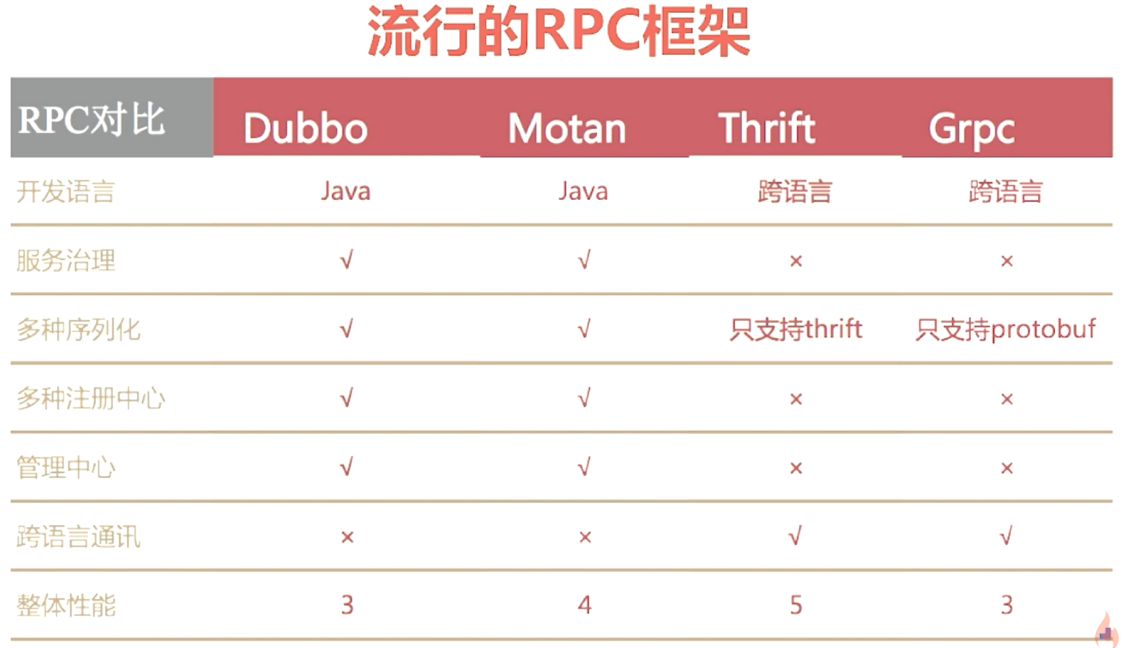 流行的RPC框架
RPC对比 Dubbo Motan Thrift Grpc
开发语言 Java Java 跨语言 跨语言
服务治理 √ √ × ×
多种序列化 √ √ 只支持thrift 只支持protobuf
多种注册中心 √ √ × ×
管理中心 √ √ × ×
跨语言通讯 × × √ √
整体性能 3 4 5 3